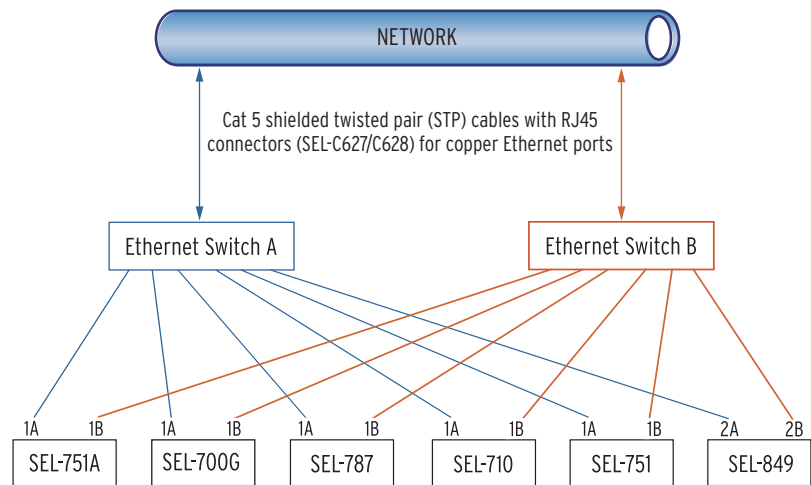 NETWORK
Cat 5 shielded twisted pair (STP) cables with RJ45
connectors (SEL-C627/C628) for copper Ethernet ports
Ethernet Switch A
Ethernet Switch B
1A 1B 1A 1B 1A 1B 1A 1B 1A 1B 2A 2B
SEL-751A SEL-700G SEL-787 SEL-710 SEL-751 SEL-849